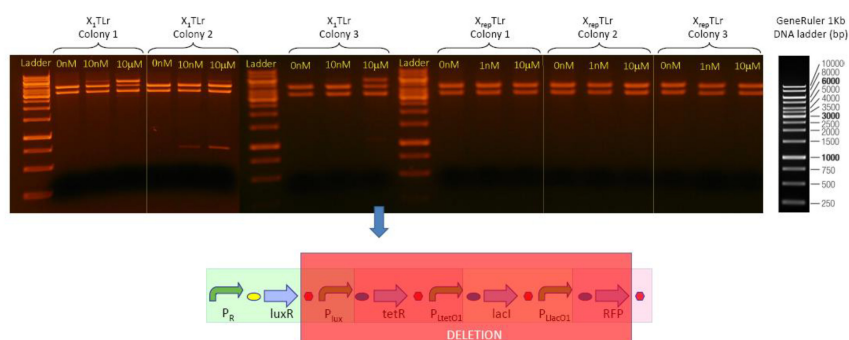 X1TLr
Colony 1
X1TLr
Colony 2
X1TLr
Colony 3
XrepTLr
Colony 1
XrepTLr
Colony 2
XrepTLr
Colony 3
GeneRuler 1Kb
DNA ladder (bp)
Ladder 0nM 10nM 10µM 0nM 10nM 10µM Ladder 0nM 10nM 10µM Ladder 0nM 1nM 10µM 0nM 1nM 10µM 0nM 1nM 10µM
10000
8000
6000
5000
4000
3500
3000
2500
2000
1500
1000
750
500
250
PR luxR Plux tetR PLtetO1 lacI PLlacO1 RFP
DELETION